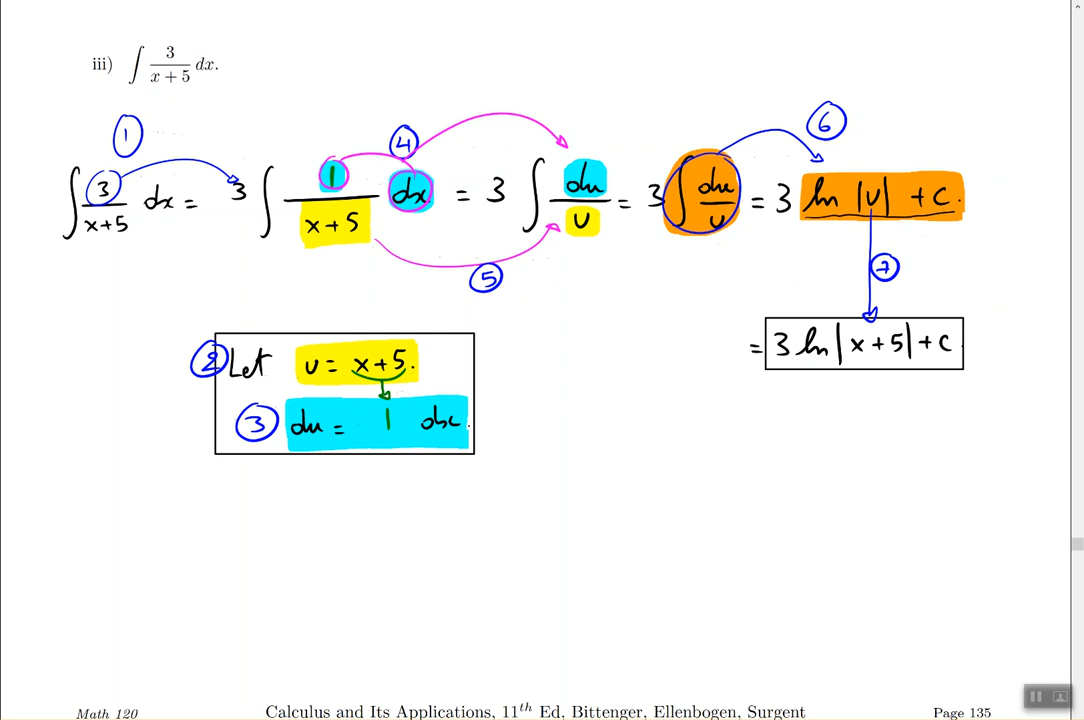 iii) ∫ 3/(x + 5) dx.
①
④
⑥
∫ 3/(x+5) dx = 3 ∫ 1/(x+5) dx = 3 ∫ du/u = 3 ∫ du/u = 3 ln |u| + c.
⑤
⑦
② Let u = x+5.
= 3 ln|x+5| + c
③ du = 1 dx.
Math 120 Calculus and Its Applications, 11th Ed, Bittenger, Ellenbogen, Surgent Page 135